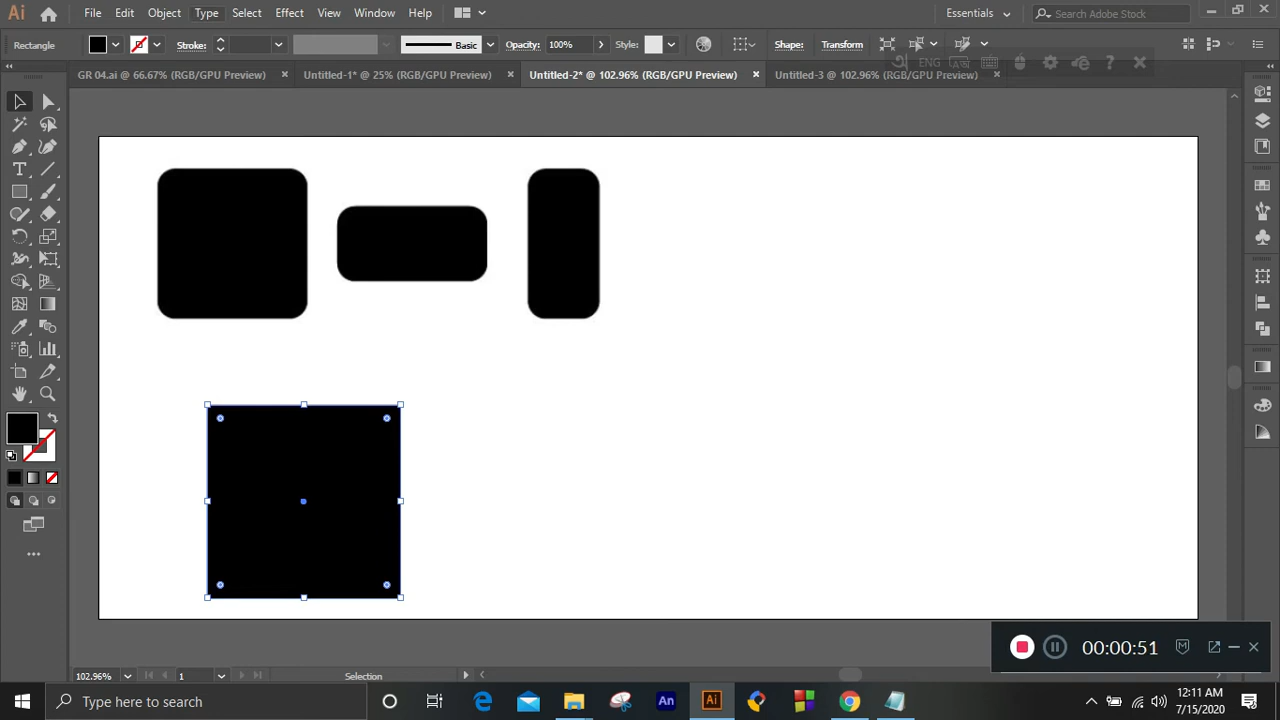 Ai File Edit Object Type Select Effect View Window Help Essentials Search Adobe Stock
Rectangle Stroke: Basic Opacity: 100% Style: Shape: Transform
GR 04.ai @ 66.67% (RGB/GPU Preview) Untitled-1* @ 25% (RGB/GPU Preview) Untitled-2* @ 102.96% (RGB/GPU Preview) Untitled-3 @ 102.96% (RGB/GPU Preview)
ENG
00:00:51
102.96% 1 Selection
Type here to search An Ai 12:11 AM
7/15/2020